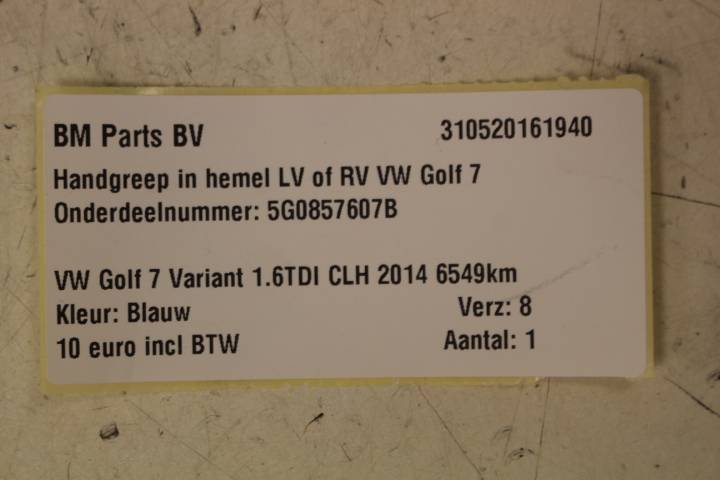 BM Parts BV 310520161940
Handgreep in hemel LV of RV VW Golf 7
Onderdeelnummer: 5G0857607B
VW Golf 7 Variant 1.6TDI CLH 2014 6549km
Kleur: Blauw Verz: 8
10 euro incl BTW Aantal: 1